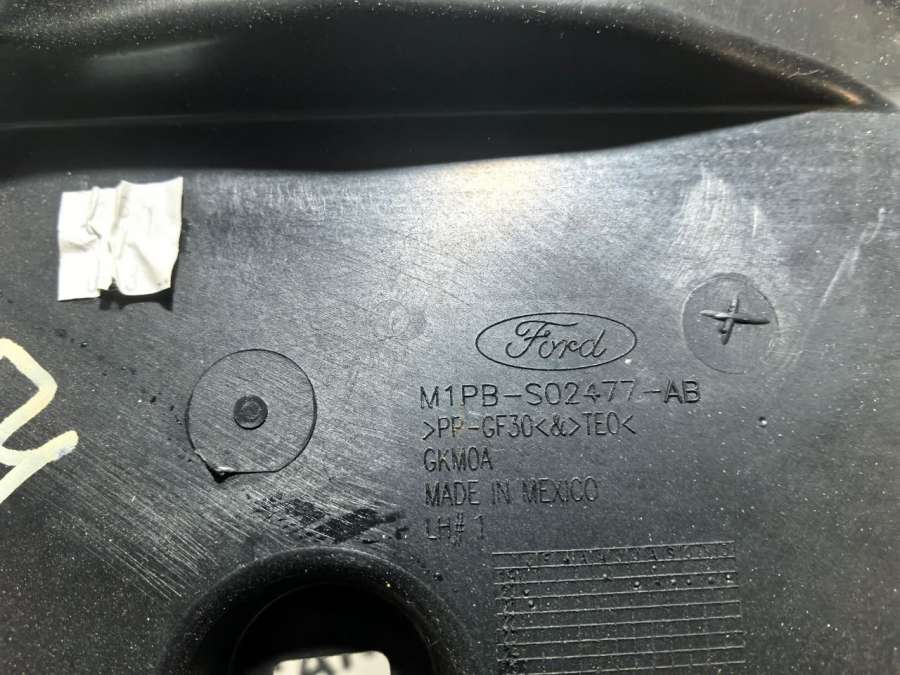 Ford
M1PB-S02477-AB
>PP-GF30<&>TEO<
GKM0A
MADE IN MEXICO
LH# 1